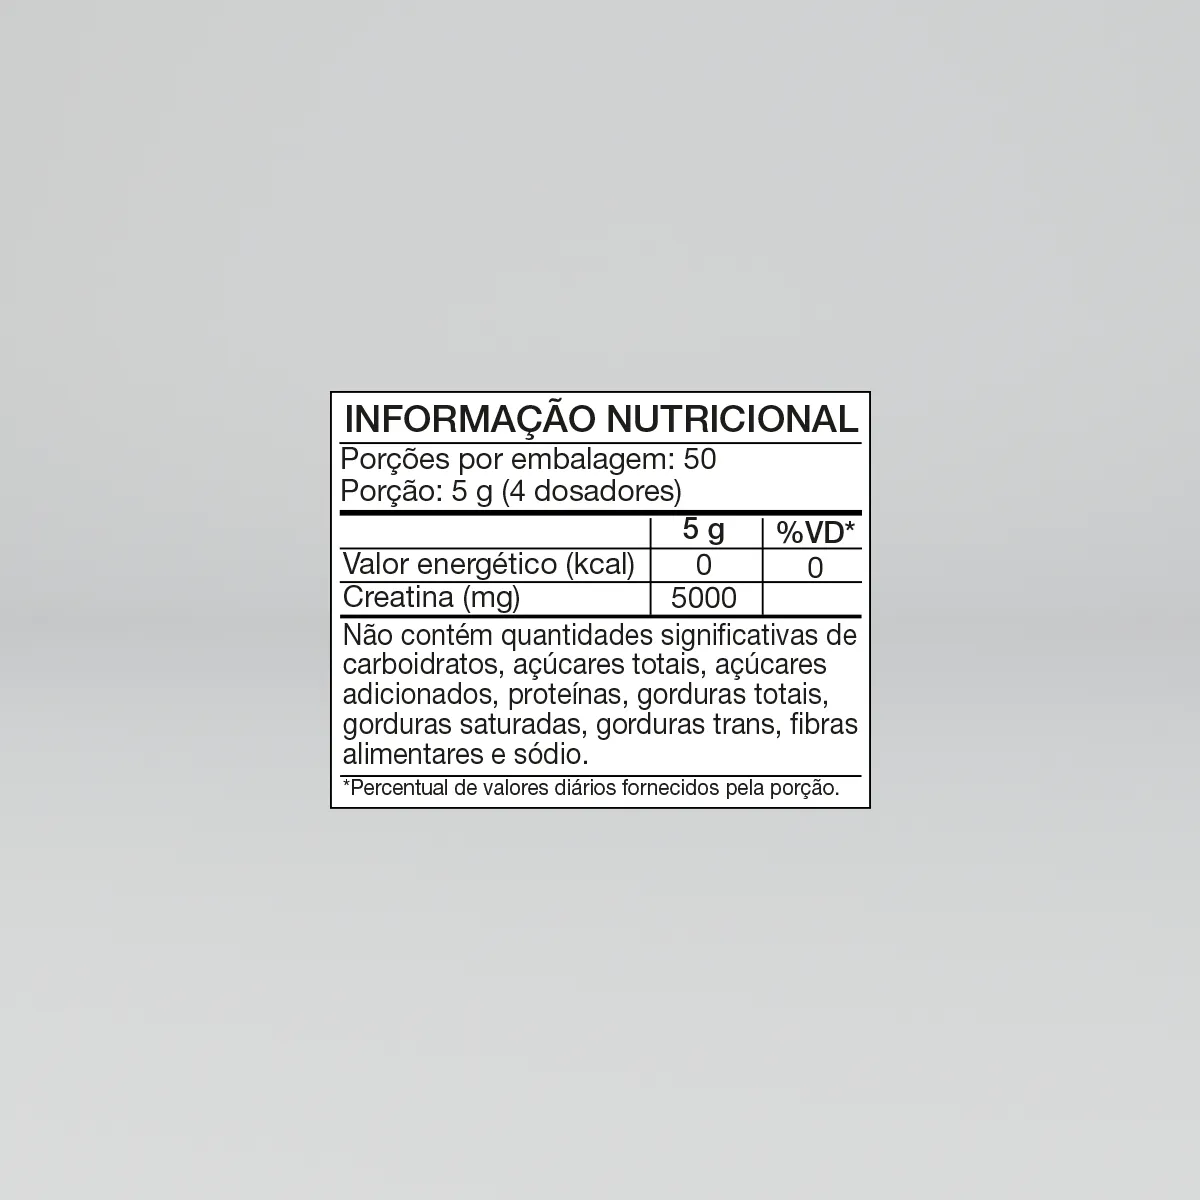 INFORMAÇÃO NUTRICIONAL
Porções por embalagem: 50
Porção: 5 g (4 dosadores)
5 g %VD*
Valor energético (kcal) 0 0
Creatina (mg) 5000
Não contém quantidades significativas de
carboidratos, açúcares totais, açúcares
adicionados, proteínas, gorduras totais,
gorduras saturadas, gorduras trans, fibras
alimentares e sódio.
*Percentual de valores diários fornecidos pela porção.